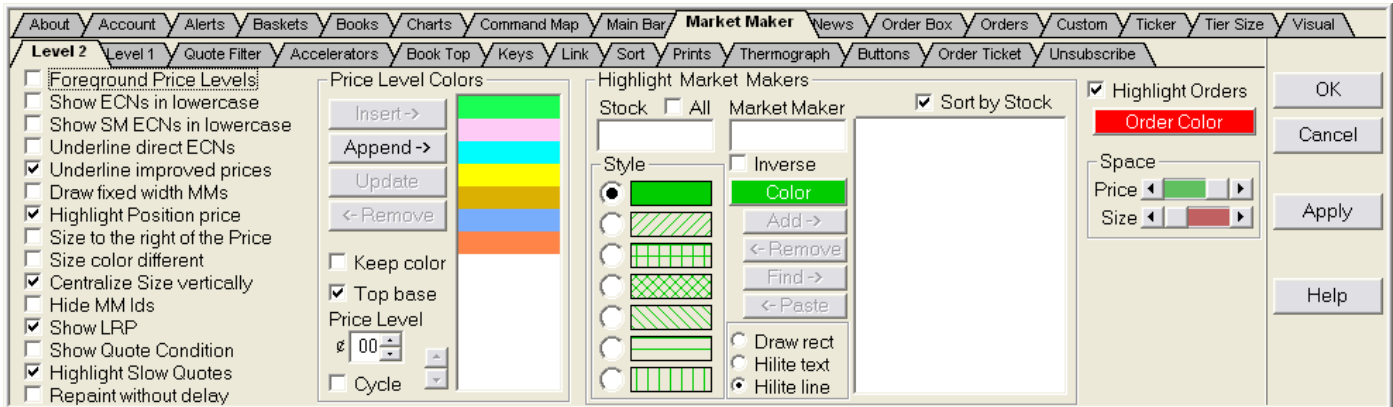 About Account Alerts Baskets Books Charts Command Map Main Bar Market Maker News Order Box Orders Custom Ticker Tier Size Visual
Level 2 Level 1 Quote Filter Accelerators Book Top Keys Link Sort Prints Thermograph Buttons Order Ticket Unsubscribe
Foreground Price Levels
Show ECNs in lowercase
Show SM ECNs in lowercase
Underline direct ECNs
Underline improved prices
Draw fixed width MMs
Highlight Position price
Size to the right of the Price
Size color different
Centralize Size vertically
Hide MM Ids
Show LRP
Show Quote Condition
Highlight Slow Quotes
Repaint without delay
Price Level Colors
Insert->
Append ->
Update
<- Remove
Keep color
Top base
Price Level
¢ 00
Cycle
Highlight Market Makers
Stock All Market Maker
Sort by Stock
Style
Inverse
Color
Add ->
<- Remove
Find ->
<- Paste
Draw rect
Hilite text
Hilite line
Highlight Orders
Order Color
Space
Price
Size
OK
Cancel
Apply
Help